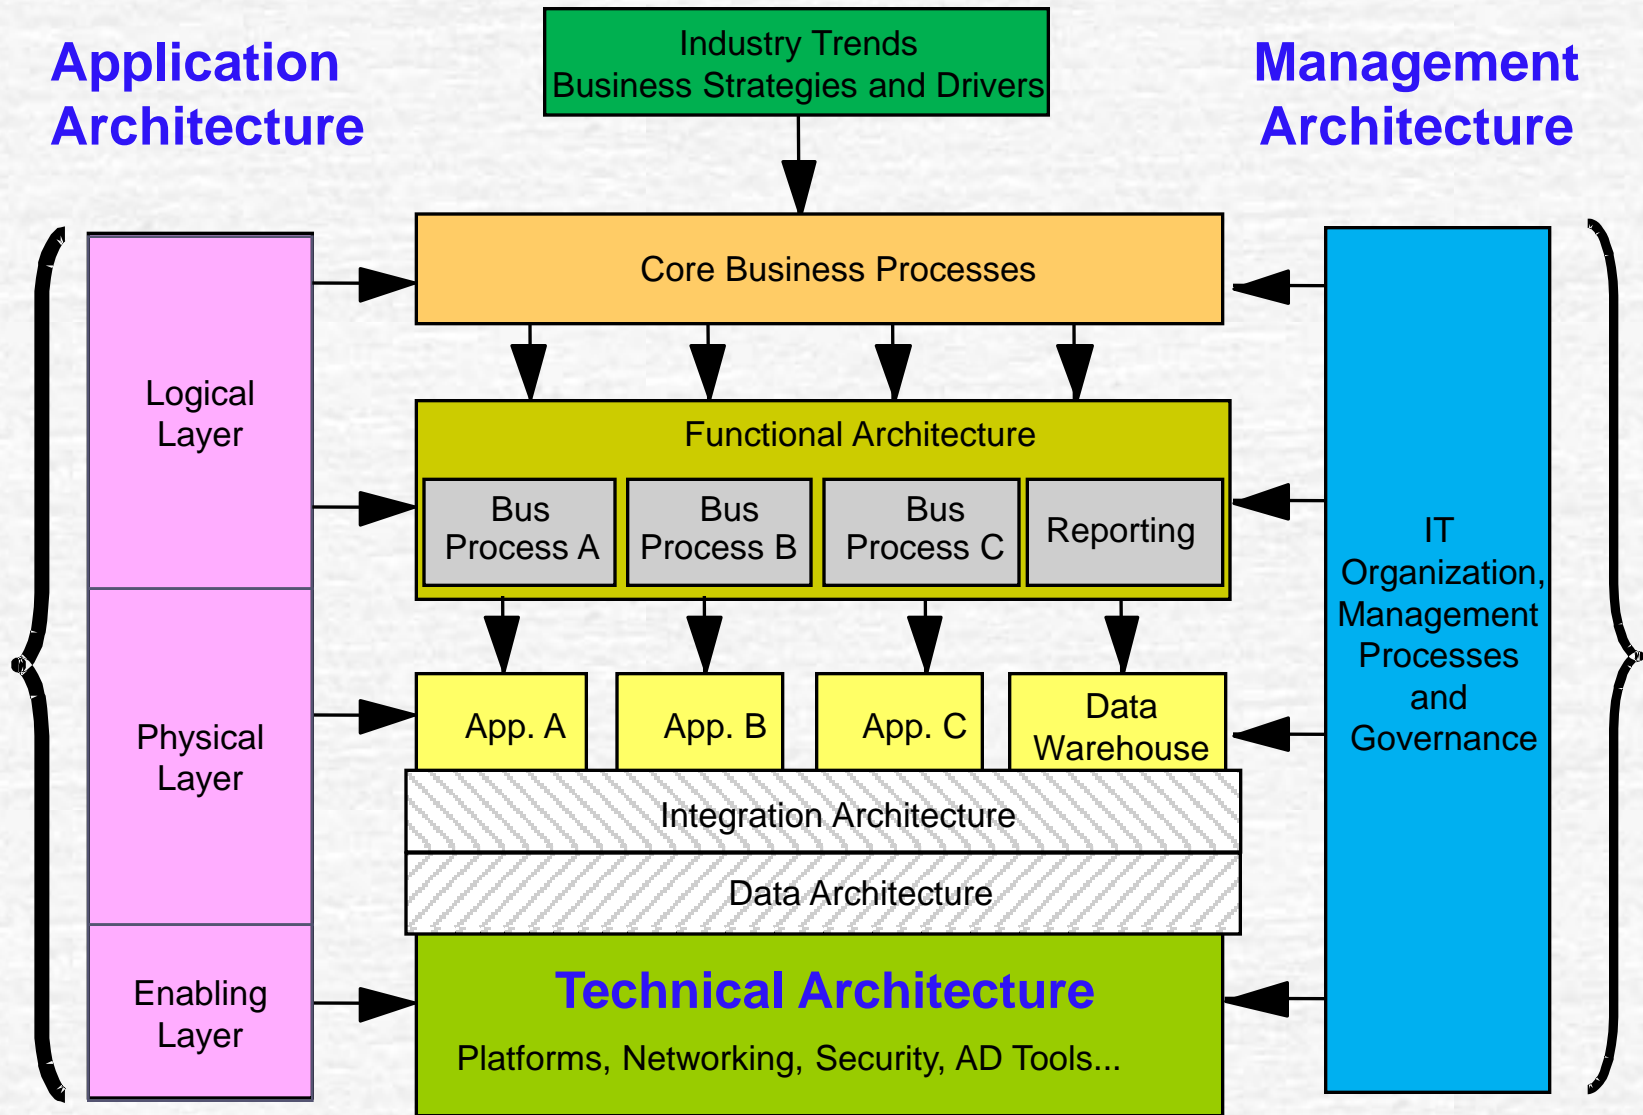 Application
Architecture
Industry Trends
Business Strategies and Drivers
Management
Architecture
Core Business Processes
Logical
Layer
Functional Architecture
Bus
Process A
Bus
Process B
Bus
Process C
Reporting
IT
Organization,
Management
Processes
and
Governance
Physical
Layer
App. A
App. B
App. C
Data
Warehouse
Integration Architecture
Data Architecture
Enabling
Layer
Technical Architecture
Platforms, Networking, Security, AD Tools...